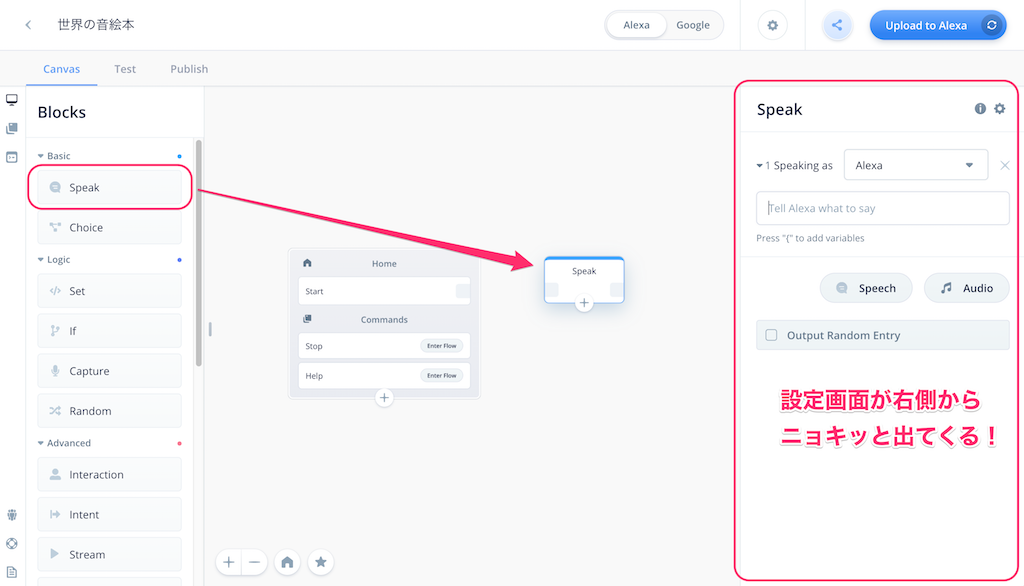 世界の音絵本
Alexa
Google
Upload to Alexa
Canvas
Test
Publish
Blocks
Basic
Speak
Choice
Logic
Set
If
Capture
Random
Advanced
Interaction
Intent
Stream
Home
Start
Commands
Stop
Enter Flow
Help
Enter Flow
Speak
Speak
1 Speaking as
Alexa
Tell Alexa what to say
Press "{" to add variables
Speech
Audio
Output Random Entry
設定画面が右側から
ニョキッと出てくる！